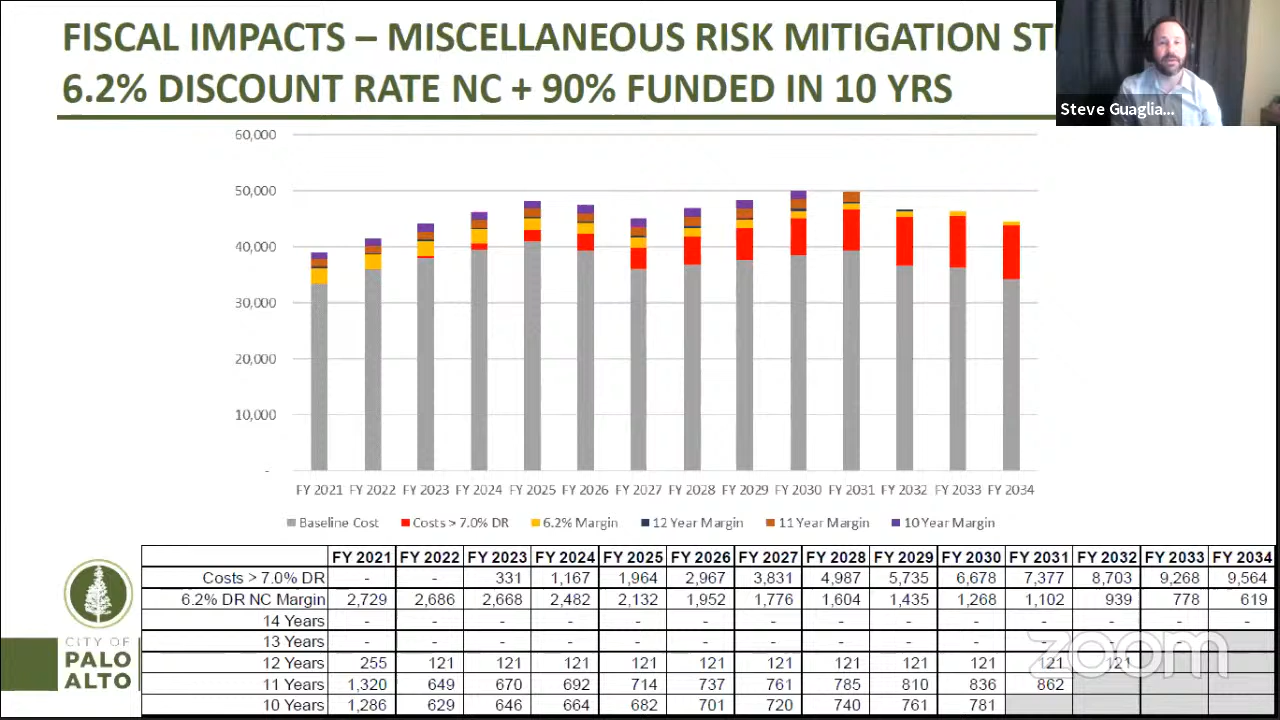 FISCAL IMPACTS – MISCELLANEOUS RISK MITIGATION ST
6.2% DISCOUNT RATE NC + 90% FUNDED IN 10 YRS
Steve Guaglia...
60,000
50,000
40,000
30,000
20,000
10,000
-
FY 2021 FY 2022 FY 2023 FY 2024 FY 2025 FY 2026 FY 2027 FY 2028 FY 2029 FY 2030 FY 2031 FY 2032 FY 2033 FY 2034
Baseline Cost Costs > 7.0% DR 6.2% Margin 12 Year Margin 11 Year Margin 10 Year Margin
FY 2021 FY 2022 FY 2023 FY 2024 FY 2025 FY 2026 FY 2027 FY 2028 FY 2029 FY 2030 FY 2031 FY 2032 FY 2033 FY 2034
Costs > 7.0% DR - - 331 1,167 1,964 2,967 3,831 4,987 5,735 6,678 7,377 8,703 9,268 9,564
6.2% DR NC Margin 2,729 2,686 2,668 2,482 2,132 1,952 1,776 1,604 1,435 1,268 1,102 939 778 619
14 Years - - - - - - - - - - - - - -
13 Years - - - - - - - - - - - - - -
12 Years 255 121 121 121 121 121 121 121 121 121 121 121
11 Years 1,320 649 670 692 714 737 761 785 810 836 862
10 Years 1,286 629 646 664 682 701 720 740 761 781
CITY OF
PALO
ALTO
zoom